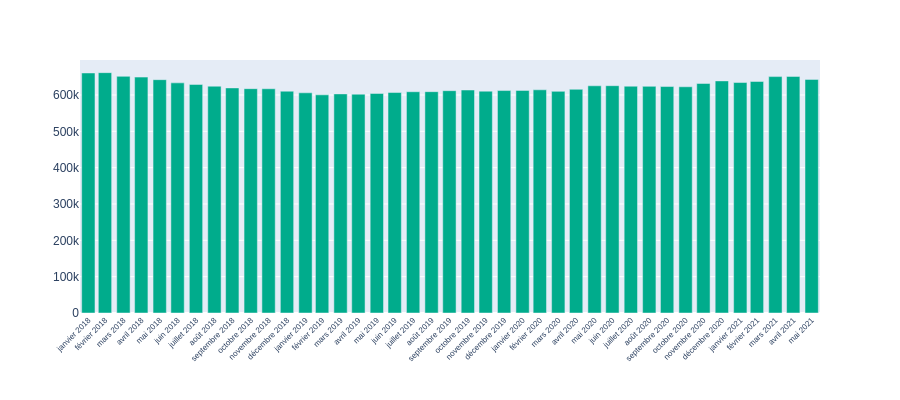 600k
500k
400k
300k
200k
100k
0
janvier 2018
février 2018
mars 2018
avril 2018
mai 2018
juin 2018
juillet 2018
août 2018
septembre 2018
octobre 2018
novembre 2018
décembre 2018
janvier 2019
février 2019
mars 2019
avril 2019
mai 2019
juin 2019
juillet 2019
août 2019
septembre 2019
octobre 2019
novembre 2019
décembre 2019
janvier 2020
février 2020
mars 2020
avril 2020
mai 2020
juin 2020
juillet 2020
août 2020
septembre 2020
octobre 2020
novembre 2020
décembre 2020
janvier 2021
février 2021
mars 2021
avril 2021
mai 2021